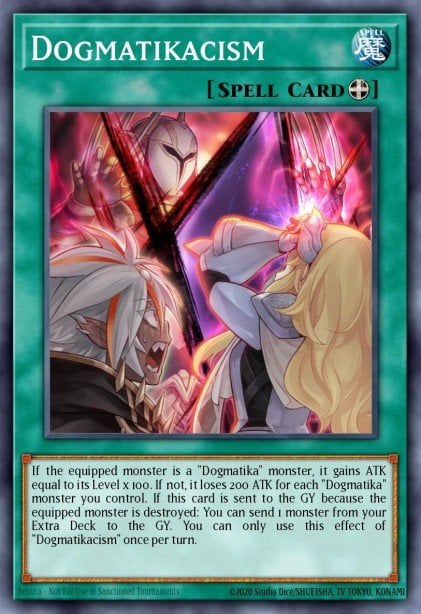 Dogmatikacism
SPELL
魔
[Spell Card]
If the equipped monster is a "Dogmatika" monster, it gains ATK
equal to its Level x 100. If not, it loses 200 ATK for each "Dogmatika"
monster you control. If this card is sent to the GY because the
equipped monster is destroyed: You can send 1 monster from your
Extra Deck to the GY. You can only use this effect of
"Dogmatikacism" once per turn.
Replica - Not For Use in Sanctioned Tournaments
©2020 Studio Dice/SHUEISHA, TV TOKYO, KONAMI